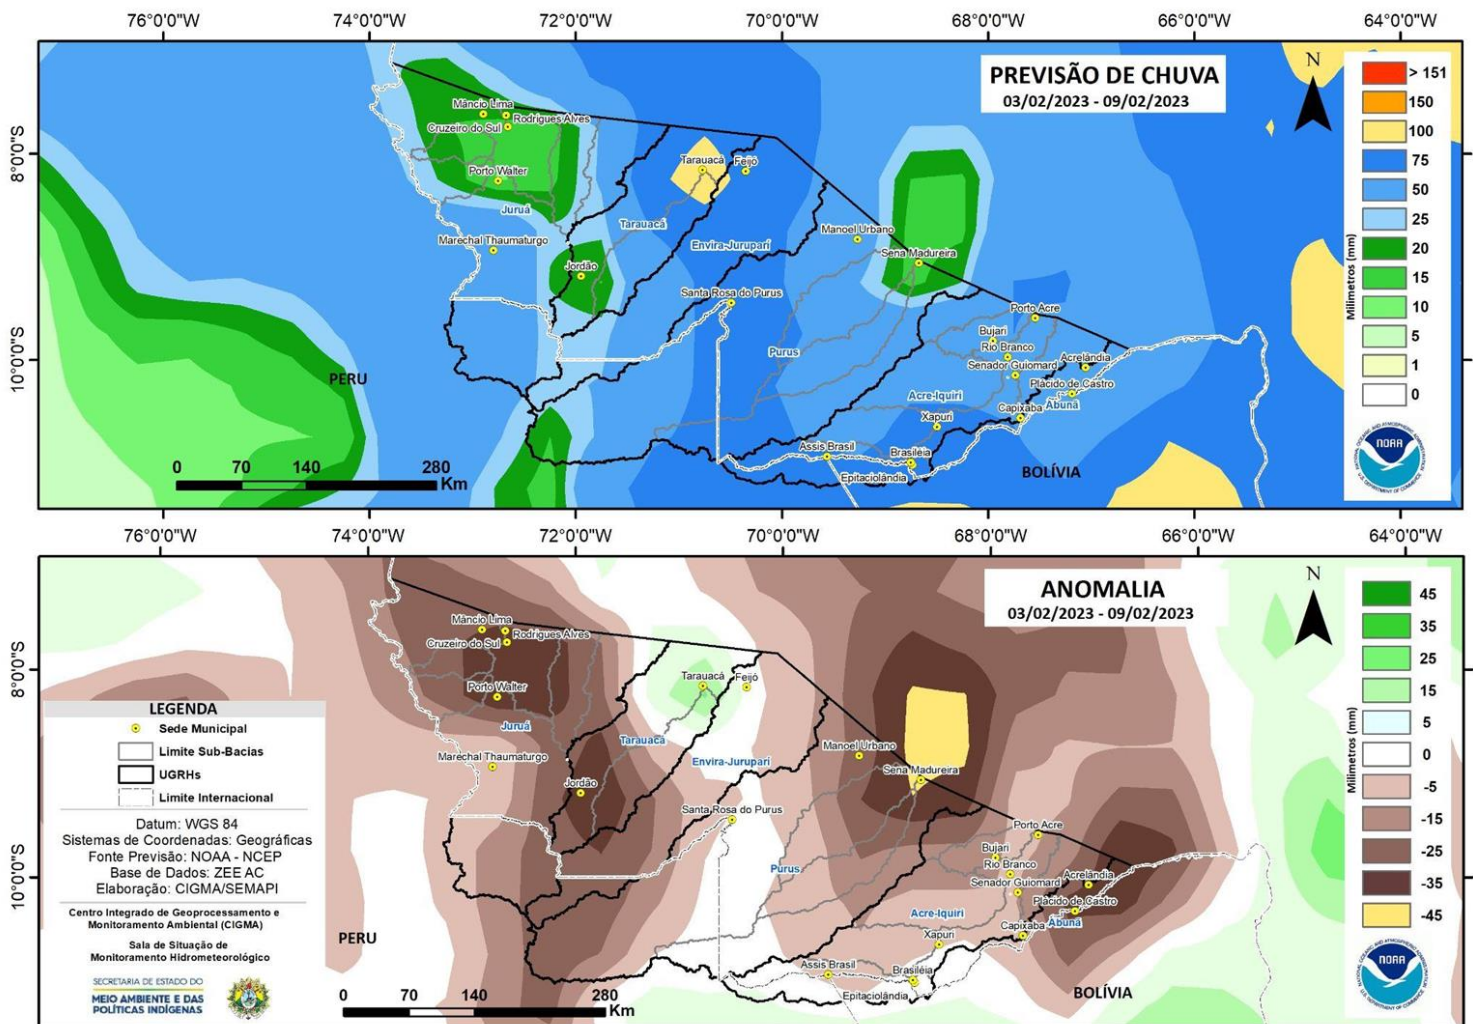 76°0'0"W 74°0'0"W 72°0'0"W 70°0'0"W 68°0'0"W 66°0'0"W 64°0'0"W
PREVISÃO DE CHUVA
03/02/2023 - 09/02/2023
N
> 151
150
100
75
50
25
20
15
10
5
1
0
Milímetros (mm)
8°0'0"S
10°0'0"S
Mâncio Lima
Rodrigues Alves
Cruzeiro do Sul
Porto Walter
Juruá
Marechal Thaumaturgo
Jordão
Tarauacá
Feijó
Tarauacá
Envira-Jurupari
Santa Rosa do Purus
Manoel Urbano
Sena Madureira
Purus
Porto Acre
Bujari
Rio Branco
Senador Guiomard
Acrelândia
Plácido de Castro
Acre-Iquiri
Abunã
Capixaba
Xapuri
Assis Brasil
Brasiléia
Epitaciolândia
PERU
BOLÍVIA
0 70 140 280
Km
NOAA
76°0'0"W 74°0'0"W 72°0'0"W 70°0'0"W 68°0'0"W 66°0'0"W 64°0'0"W
ANOMALIA
03/02/2023 - 09/02/2023
N
45
35
25
15
5
0
-5
-15
-25
-35
-45
Milímetros (mm)
8°0'0"S
10°0'0"S
Mâncio Lima
Rodrigues Alves
Cruzeiro do Sul
Porto Walter
Juruá
Marechal Thaumaturgo
Jordão
Tarauacá
Feijó
Tarauacá
Envira-Jurupari
Santa Rosa do Purus
Manoel Urbano
Sena Madureira
Purus
Porto Acre
Bujari
Rio Branco
Senador Guiomard
Acrelândia
Plácido de Castro
Acre-Iquiri
Abunã
Capixaba
Xapuri
Assis Brasil
Brasiléia
Epitaciolândia
PERU
BOLÍVIA
0 70 140 280
Km
NOAA
LEGENDA
Sede Municipal
Limite Sub-Bacias
UGRHs
Limite Internacional
Datum: WGS 84
Sistemas de Coordenadas: Geográficas
Fonte Previsão: NOAA - NCEP
Base de Dados: ZEE AC
Elaboração: CIGMA/SEMAPI
Centro Integrado de Geoprocessamento e
Monitoramento Ambiental (CIGMA)
Sala de Situação de
Monitoramento Hidrometeorológico
SECRETARIA DE ESTADO DO
MEIO AMBIENTE E DAS
POLÍTICAS INDÍGENAS